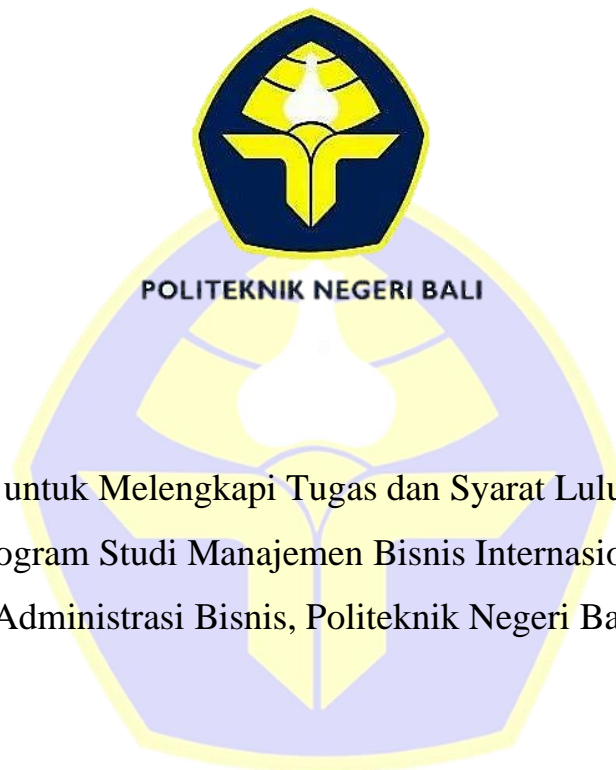 POLITEKNIK NEGERI BALI
untuk Melengkapi Tugas dan Syarat Lulu
ogram Studi Manajemen Bisnis Internasio
Administrasi Bisnis, Politeknik Negeri Ba